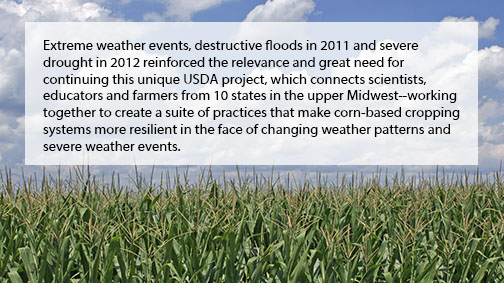 Extreme weather events, destructive floods in 2011 and severe
drought in 2012 reinforced the relevance and great need for
continuing this unique USDA project, which connects scientists,
educators and farmers from 10 states in the upper Midwest--working
together to create a suite of practices that make corn-based cropping
systems more resilient in the face of changing weather patterns and
severe weather events.